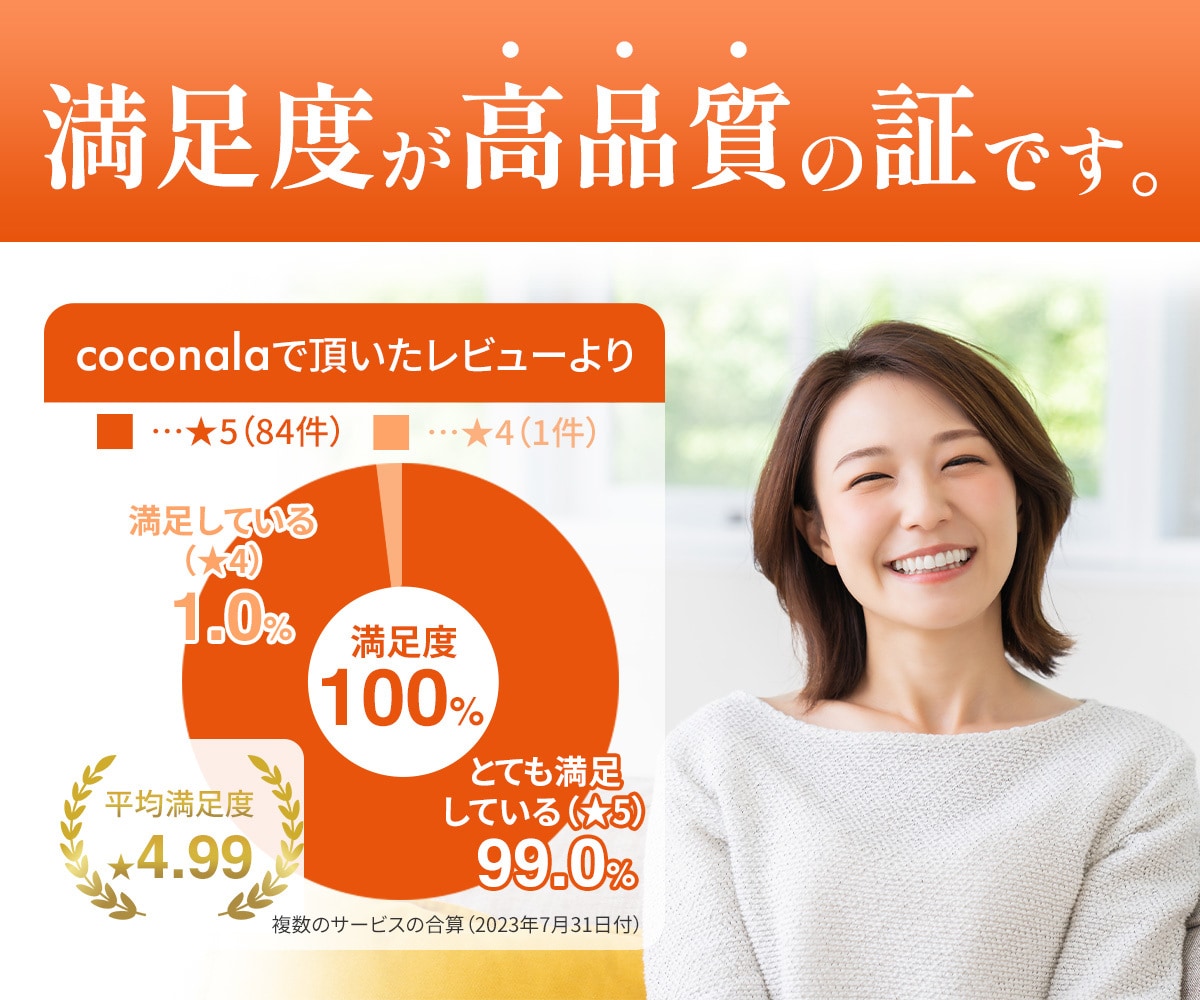 満足度が高品質の証です。
coconalaで頂いたレビューより
…★5（84件） …★4（1件）
満足している
（★4）
1.0%
満足度
100%
とても満足
している（★5）
99.0%
平均満足度
★4.99
複数のサービスの合算（2023年7月31日付）